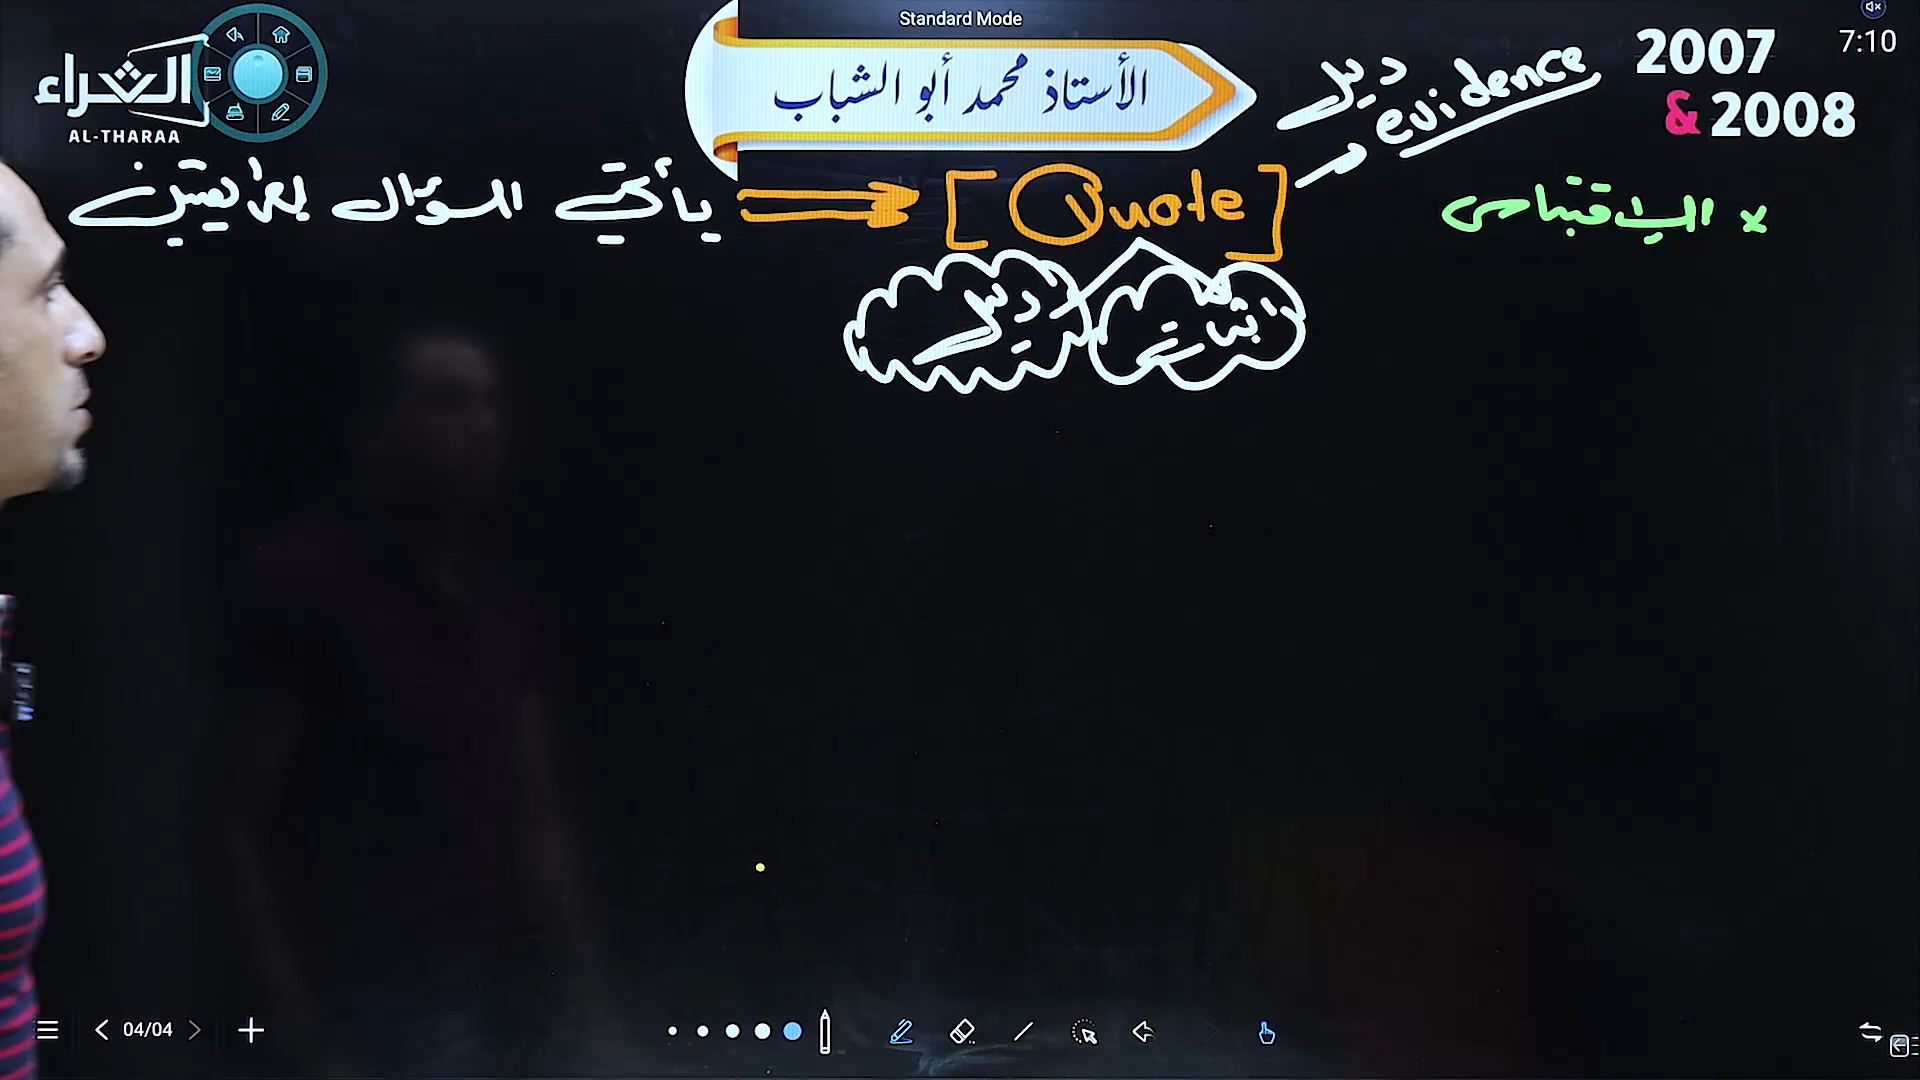 Standard Mode
7:10
2007
& 2008
الثراء
AL-THARAA
الأستاذ محمد أبو الشباب
دليل
evidence
x الاقتباس
[Quote] يأتي السؤال بطريقتين
اثبات
دليل
04/04